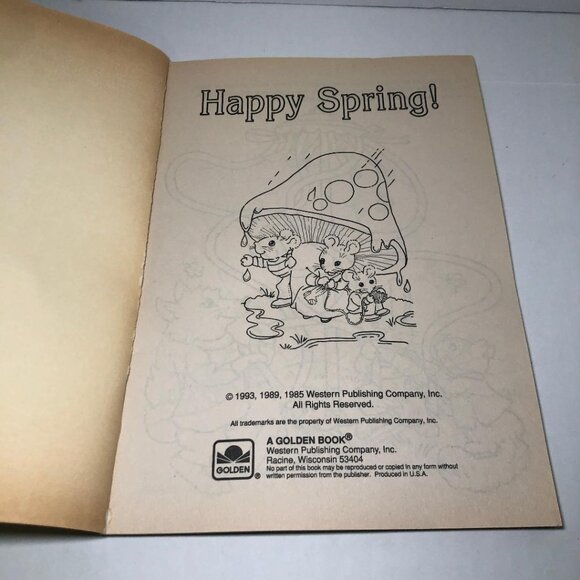 Happy Spring!
© 1993, 1989, 1985 Western Publishing Company, Inc.
All Rights Reserved.
All trademarks are the property of Western Publishing Company, Inc.
GOLDEN®
A GOLDEN BOOK®
Western Publishing Company, Inc.
Racine, Wisconsin 53404
No part of this book may be reproduced or copied in any form without
written permission from the publisher. Produced in U.S.A.